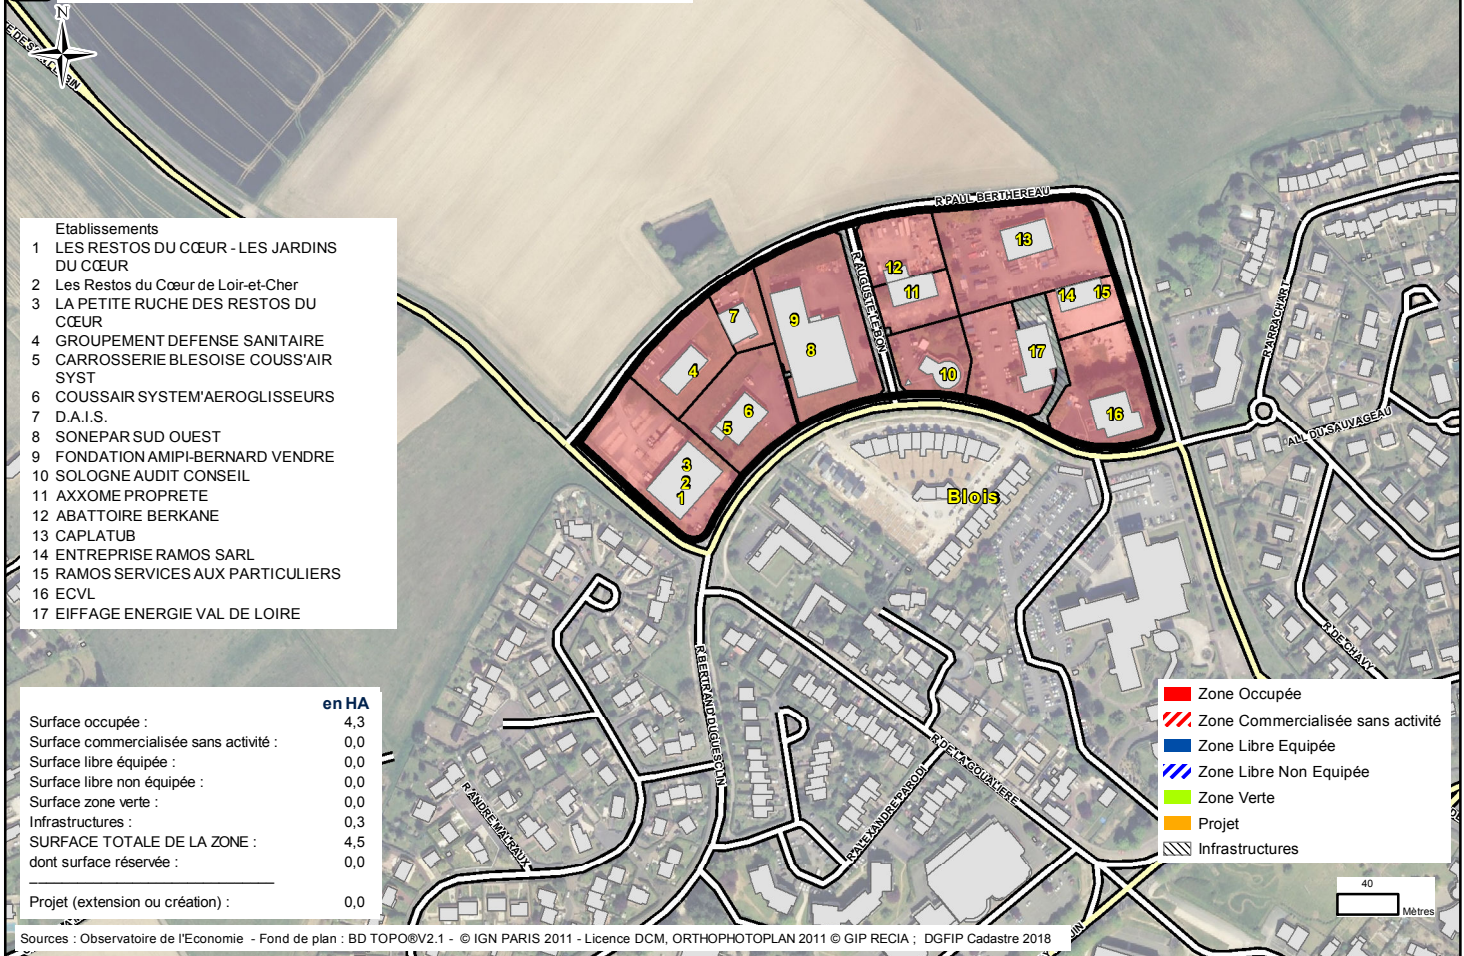 N
R PAUL BERTHEREAU
Etablissements
1 LES RESTOS DU CŒUR - LES JARDINS
DU CŒUR
2 Les Restos du Cœur de Loir-et-Cher
3 LA PETITE RUCHE DES RESTOS DU
CŒUR
4 GROUPEMENT DEFENSE SANITAIRE
5 CARROSSERIE BLESOISE COUSS'AIR
SYST
6 COUSSAIR SYSTEM'AEROGLISSEURS
7 D.A.I.S.
8 SONEPAR SUD OUEST
9 FONDATION AMIPI-BERNARD VENDRE
10 SOLOGNE AUDIT CONSEIL
11 AXXOME PROPRETE
12 ABATTOIRE BERKANE
13 CAPLATUB
14 ENTREPRISE RAMOS SARL
15 RAMOS SERVICES AUX PARTICULIERS
16 ECVL
17 EIFFAGE ENERGIE VAL DE LOIRE
13
12
R AUGUSTE LE BON
11
14
15
7
9
8
17
4
10
6
5
16
3
2
1
R ARRACHART
ALL DU SAUVAGEAU
Blois
R DE CHAVY
R BERTRAND DUGUESCLIN
R DE LA GOUALIERE
R ALEXANDRE PARODI
R ANDRE MALRAUX
en HA
Surface occupée : 4,3
Surface commercialisée sans activité : 0,0
Surface libre équipée : 0,0
Surface libre non équipée : 0,0
Surface zone verte : 0,0
Infrastructures : 0,3
SURFACE TOTALE DE LA ZONE : 4,5
dont surface réservée : 0,0
Projet (extension ou création) : 0,0
Zone Occupée
Zone Commercialisée sans activité
Zone Libre Equipée
Zone Libre Non Equipée
Zone Verte
Projet
Infrastructures
40
Mètres
Sources : Observatoire de l'Economie - Fond de plan : BD TOPO®V2.1 - © IGN PARIS 2011 - Licence DCM, ORTHOPHOTOPLAN 2011 © GIP RECIA ; DGFIP Cadastre 2018